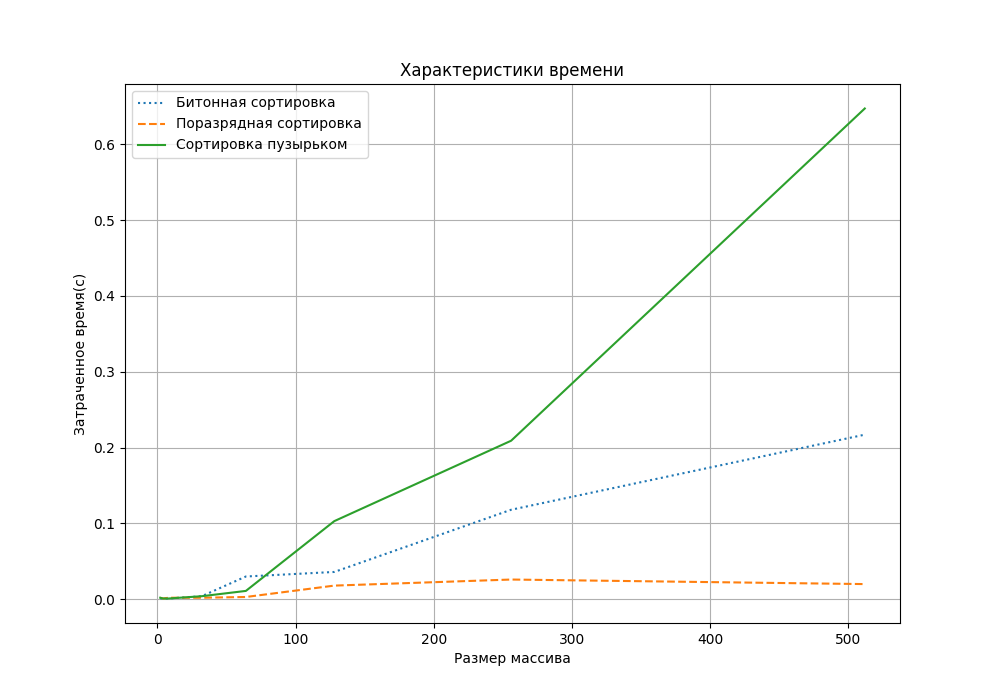 Характеристики времени
Битонная сортировка
Поразрядная сортировка
Сортировка пузырьком
0.6
0.5
0.4
0.3
0.2
0.1
0.0
Затраченное время(с)
0 100 200 300 400 500
Размер массива